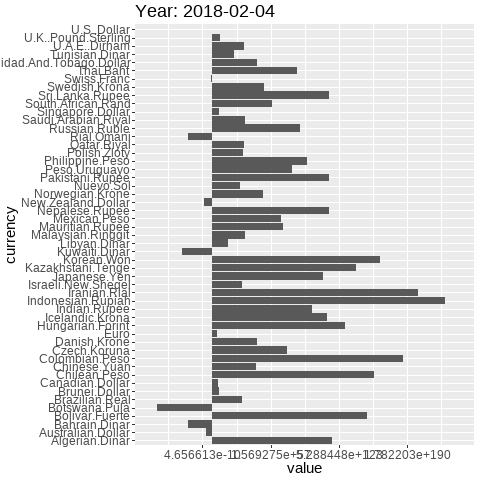 Year: 2018-02-04
U.S. Dollar
U.K. Pound Sterling
U.A.E. Dirham
Tunisian.Dinar
idad.And.Tobago.Dollar
Thai.Baht
Swiss.Franc
Swedish.Krona
Sri.Lanka.Rupee
South.African.Rand
Singapore.Dollar
Saudi.Arabian.Riyal
Russian.Ruble
Rial.Omani
Qatar.Riyal
Polish.Zloty
Philippine.Peso
Peso.Uruguayo
Pakistani.Rupee
Nuevo.Sol
Norwegian.Krone
New.Zealand.Dollar
Nepalese.Rupee
Mexican.Peso
Mauritian.Rupee
Malaysian.Ringgit
Libyan.Dinar
Kuwaiti.Dinar
Korean.Won
Kazakhstani.Tenge
Japanese.Yen
Israeli.New.Sheqel
Iranian.Rial
Indonesian.Rupiah
Indian.Rupee
Icelandic.Krona
Hungarian.Forint
Euro
Danish.Krone
Czech.Koruna
Colombian.Peso
Chinese.Yuan
Chilean.Peso
Canadian.Dollar
Brunei.Dollar
Brazilian.Real
Botswana.Pula
Bolivar.Fuerte
Bahrain.Dinar
Australian.Dollar
Algerian.Dinar
currency
value